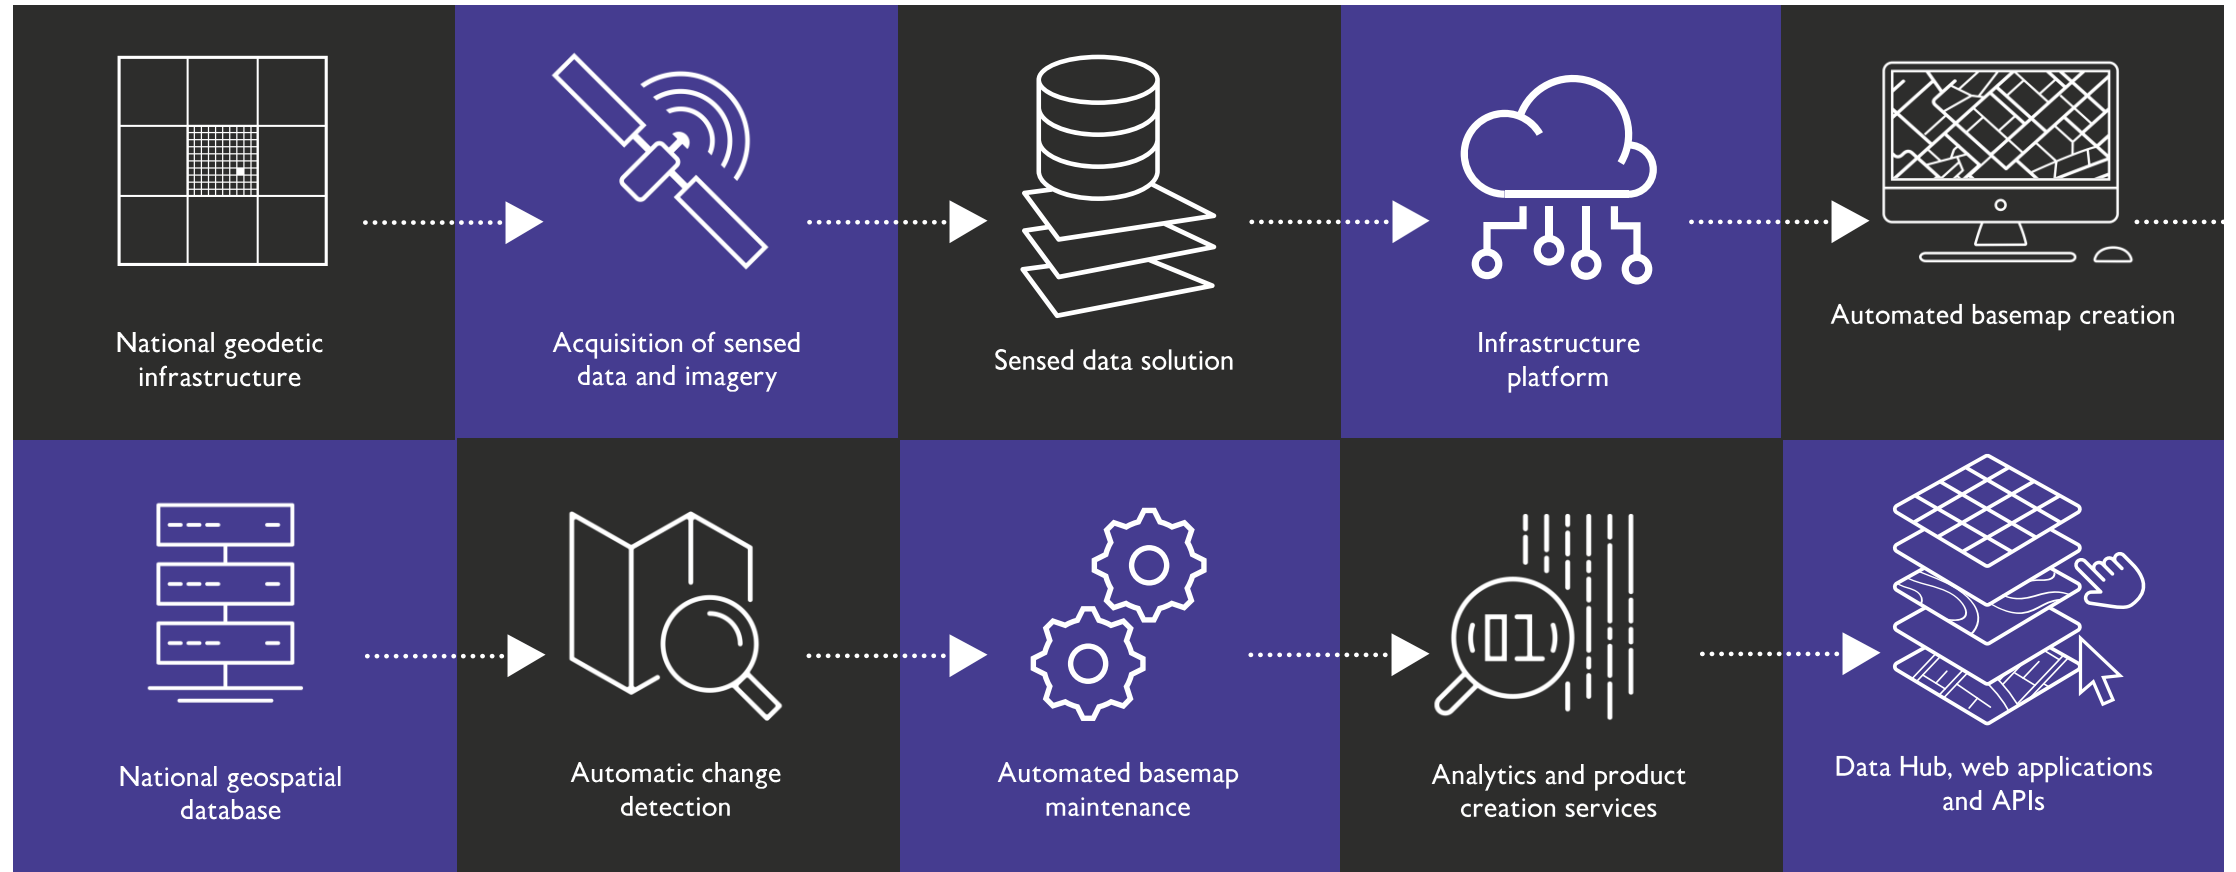 National geodetic
infrastructure
Acquisition of sensed
data and imagery
Sensed data solution
Infrastructure
platform
Automated basemap creation
National geospatial
database
Automatic change
detection
Automated basemap
maintenance
01
Analytics and product
creation services
Data Hub, web applications
and APIs